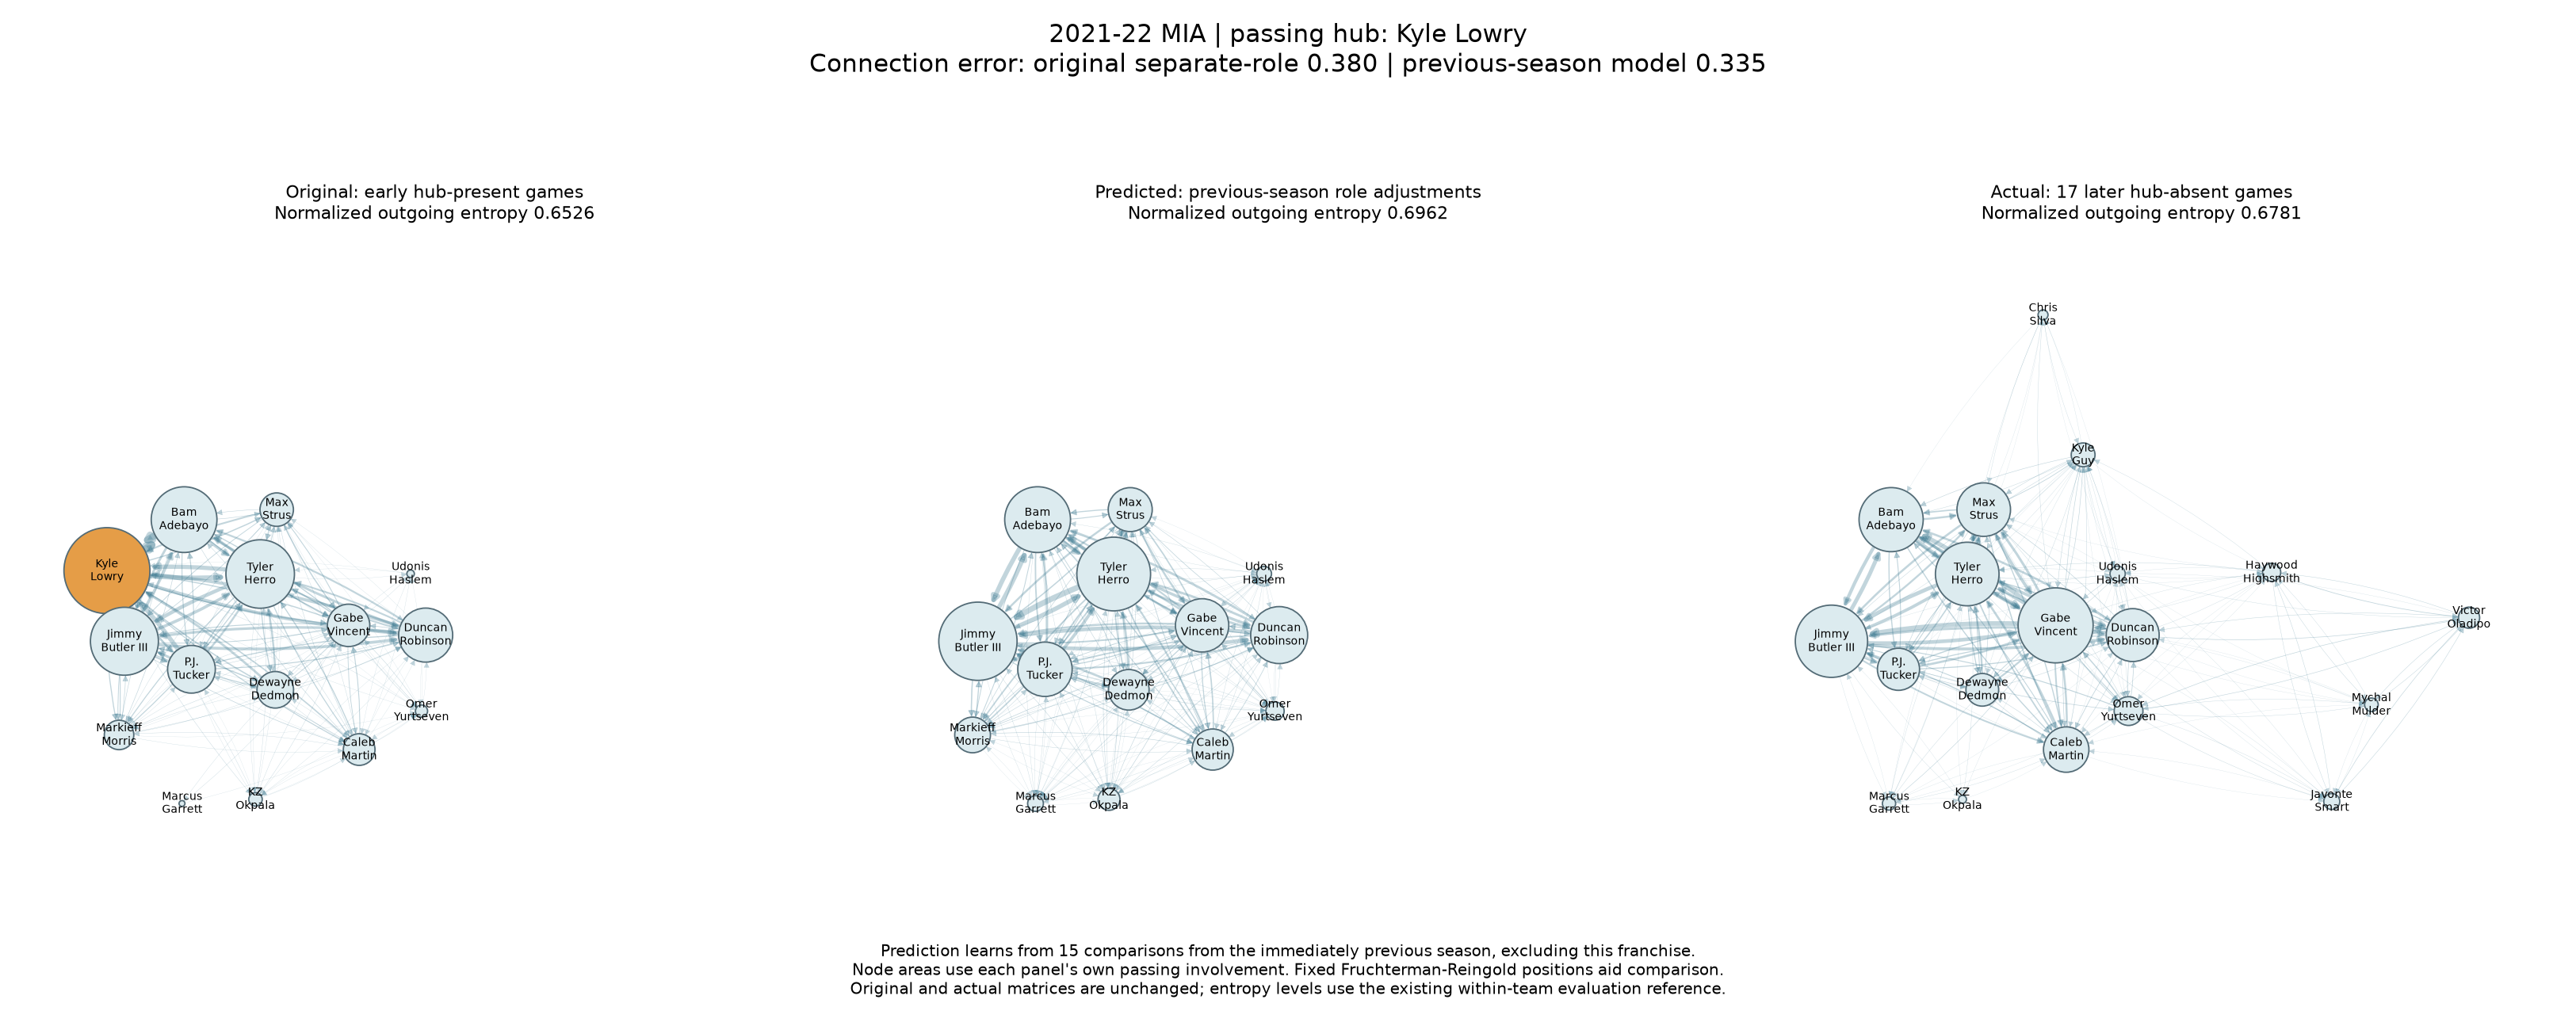 2021-22 MIA | passing hub: Kyle Lowry
Connection error: original separate-role 0.380 | previous-season model 0.335
Original: early hub-present games
Normalized outgoing entropy 0.6526
Bam
Adebayo
Max
Strus
Kyle
Lowry
Tyler
Herro
Udonis
Haslem
Jimmy
Butler III
Gabe
Vincent
Duncan
Robinson
P.J.
Tucker
Dewayne
Dedmon
Omer
Yurtseven
Markieff
Morris
Caleb
Martin
Marcus
Garrett
KZ
Okpala
Predicted: previous-season role adjustments
Normalized outgoing entropy 0.6962
Bam
Adebayo
Max
Strus
Tyler
Herro
Udonis
Haslem
Jimmy
Butler III
Gabe
Vincent
Duncan
Robinson
P.J.
Tucker
Dewayne
Dedmon
Omer
Yurtseven
Markieff
Morris
Caleb
Martin
Marcus
Garrett
KZ
Okpala
Actual: 17 later hub-absent games
Normalized outgoing entropy 0.6781
Chris
Silva
Kyle
Guy
Bam
Adebayo
Max
Strus
Tyler
Herro
Udonis
Haslem
Haywood
Highsmith
Victor
Oladipo
Jimmy
Butler III
Gabe
Vincent
Duncan
Robinson
P.J.
Tucker
Dewayne
Dedmon
Omer
Yurtseven
Mychal
Mulder
Caleb
Martin
Marcus
Garrett
KZ
Okpala
Javonte
Smart
Prediction learns from 15 comparisons from the immediately previous season, excluding this franchise.
Node areas use each panel's own passing involvement. Fixed Fruchterman-Reingold positions aid comparison.
Original and actual matrices are unchanged; entropy levels use the existing within-team evaluation reference.